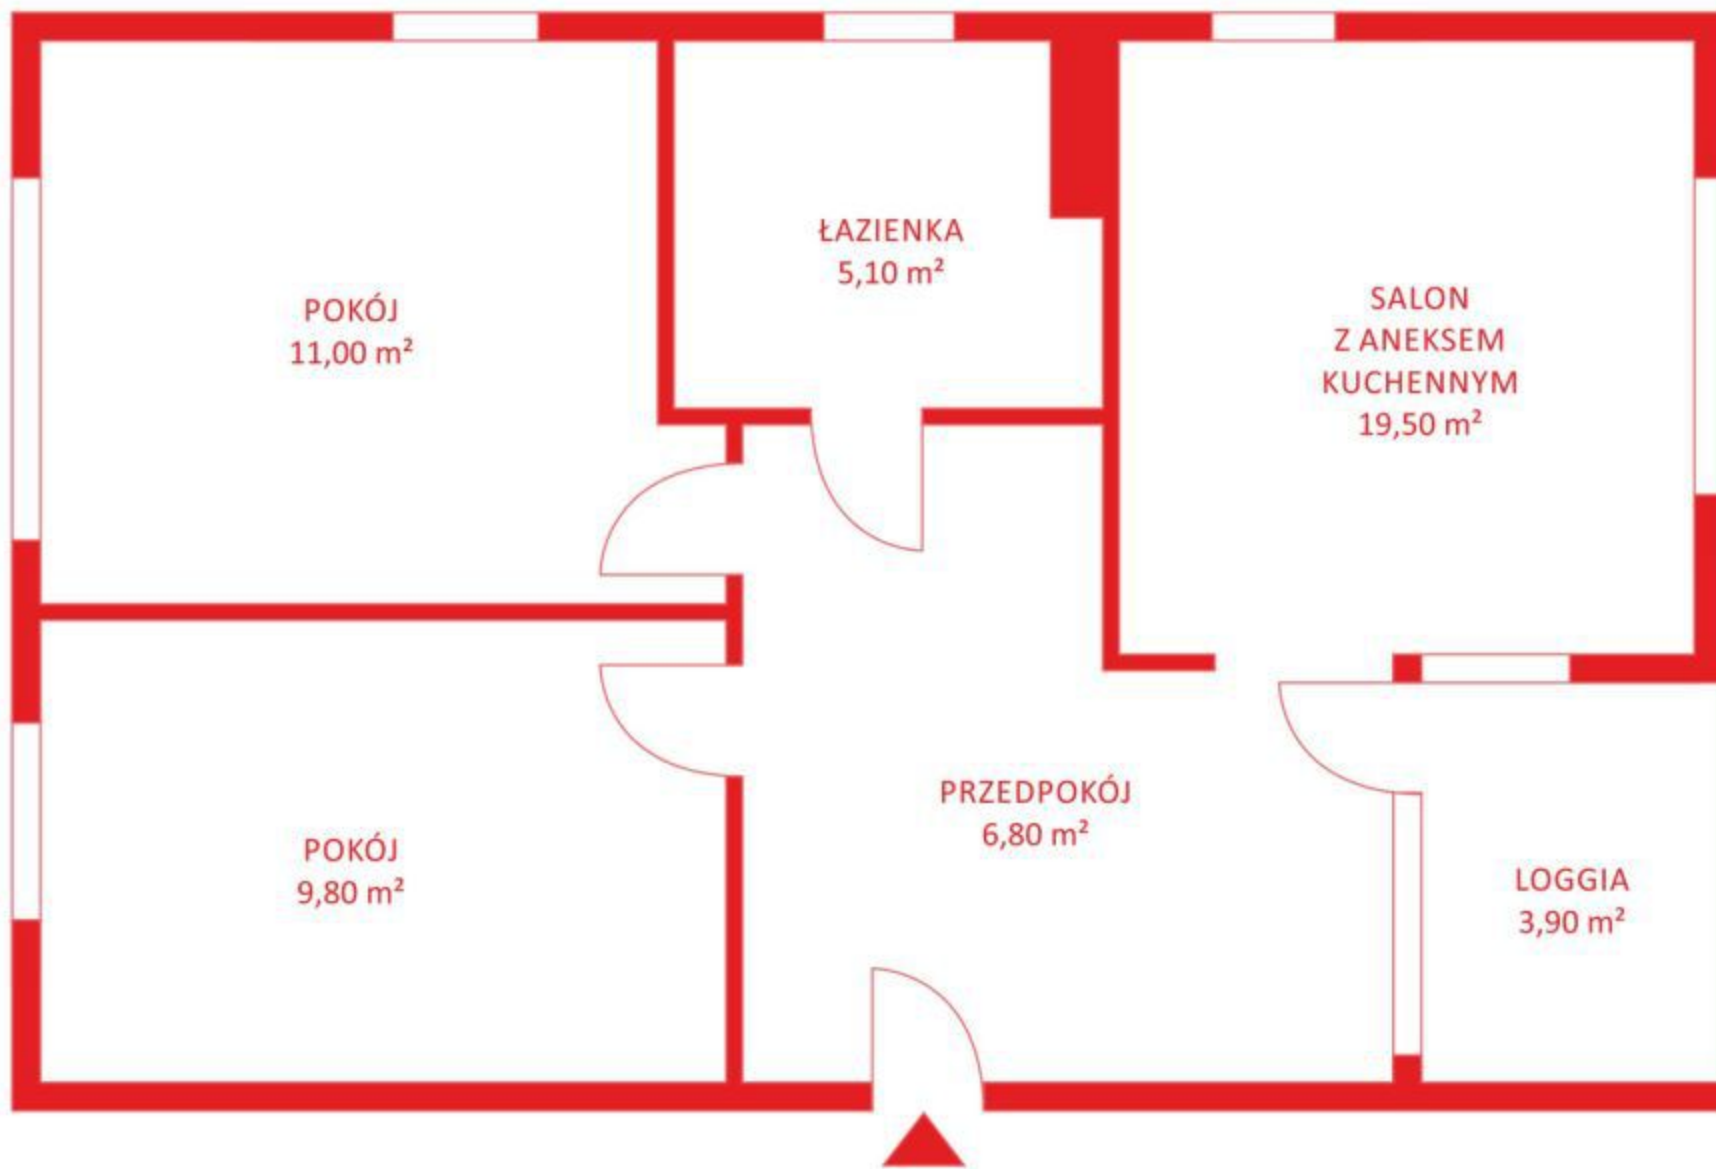 ŁAZIENKA
5,10 m²
POKÓJ
11,00 m²
SALON
Z ANEKSEM
KUCHENNYM
19,50 m²
PRZEDPOKÓJ
6,80 m²
POKÓJ
9,80 m²
LOGGIA
3,90 m²